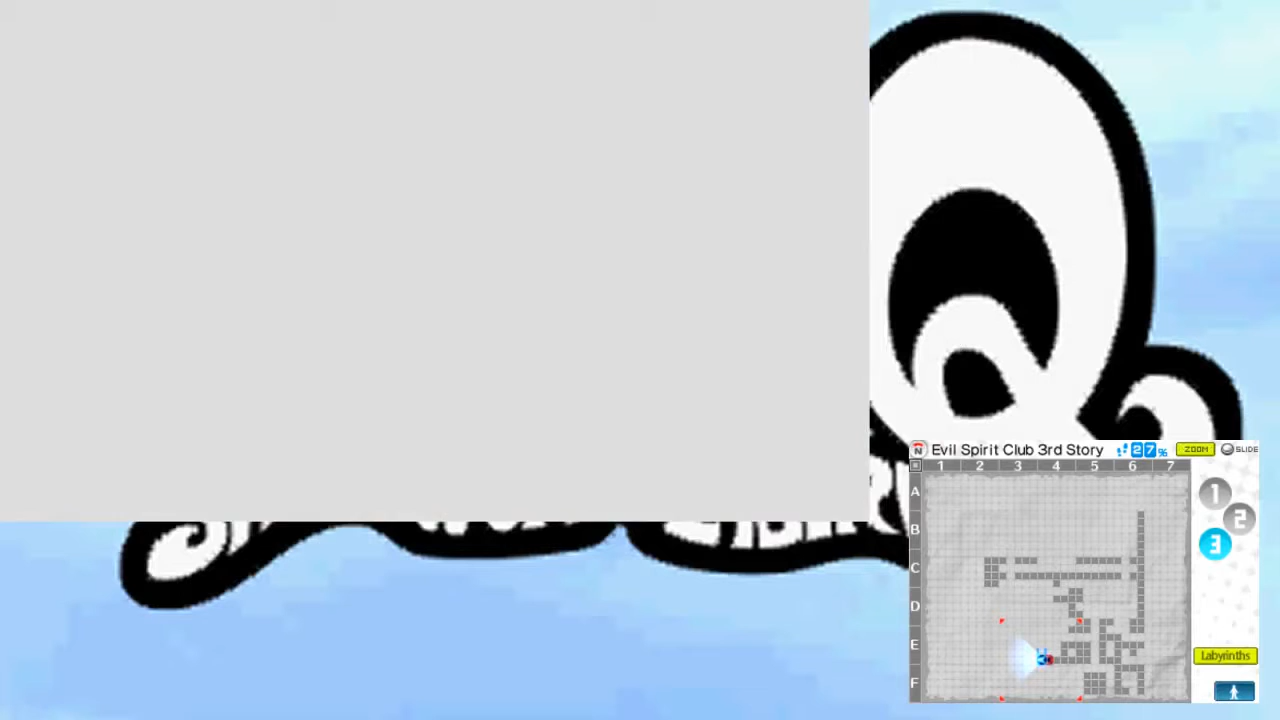 N Evil Spirit Club 3rd Story 27% ZOOM SLIDE
1 2 3 4 5 6 7
A
B
C
D
E
F
1
2
3
Labyrinths